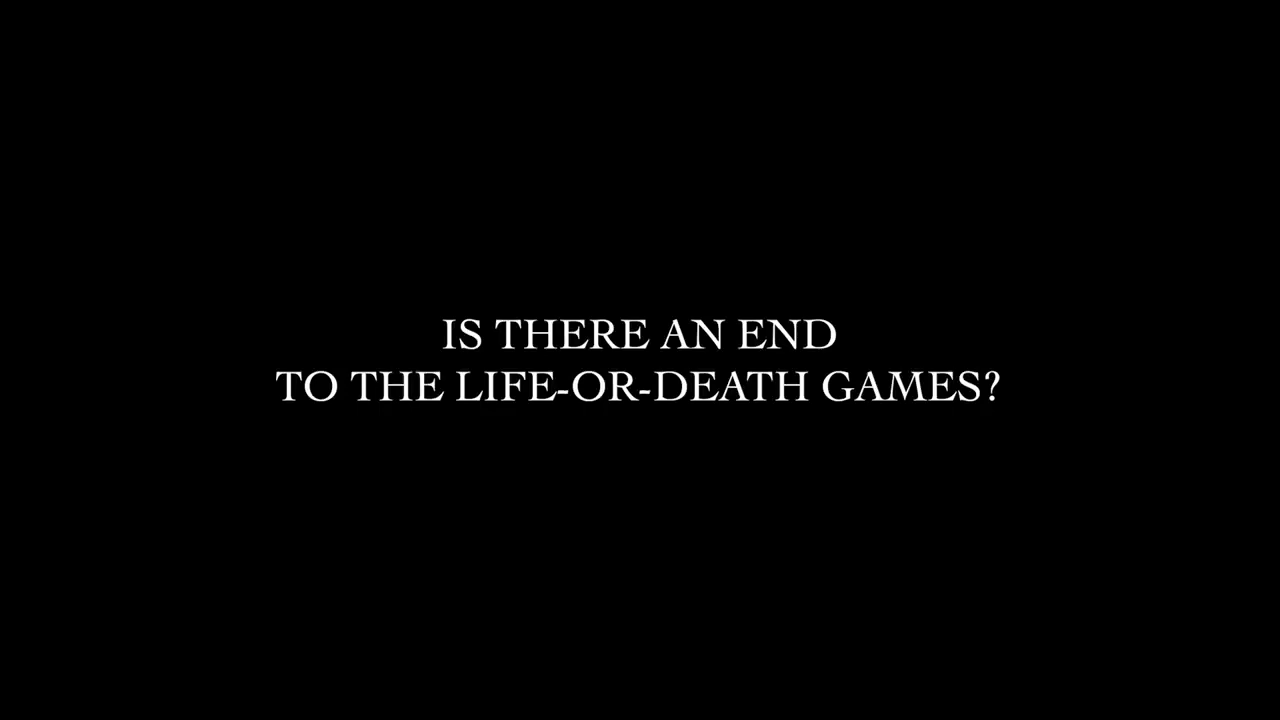 IS THERE AN END
TO THE LIFE-OR-DEATH GAMES?